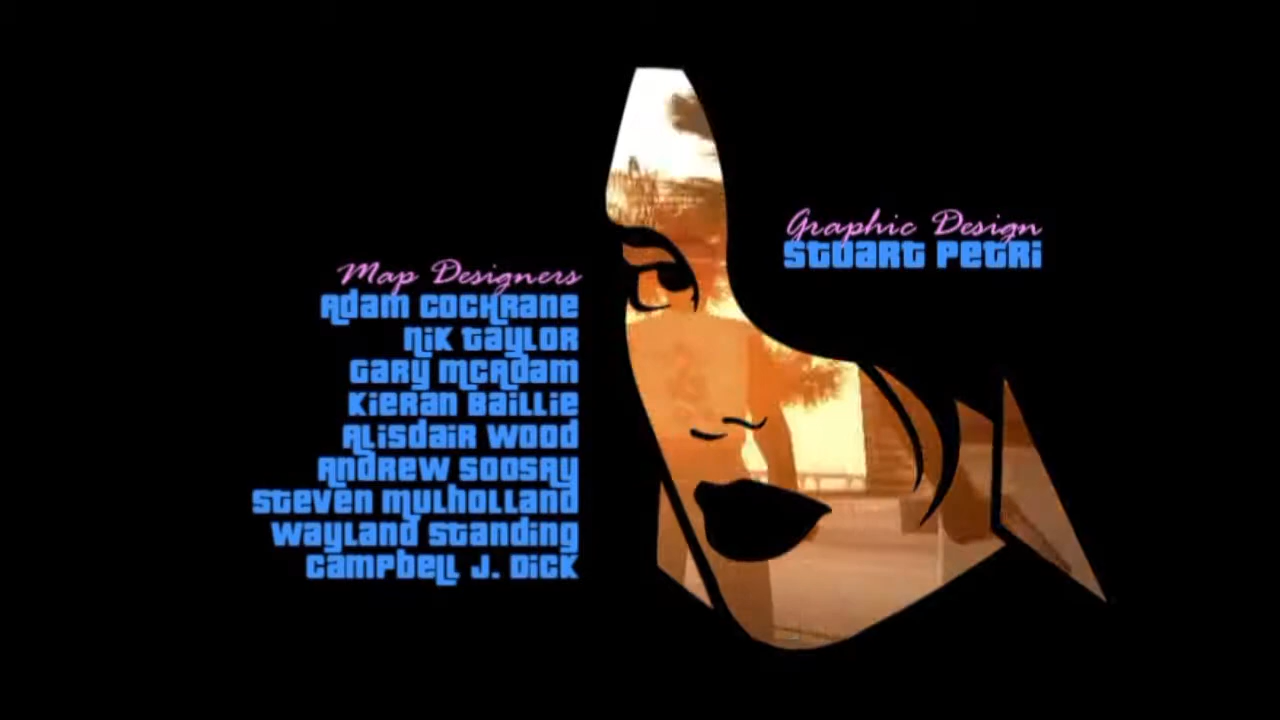 Map Designers
Adam Cochrane
Nik Taylor
Gary McAdam
Kieran Baillie
Alisdair Wood
Andrew Soosay
Steven Mulholland
Wayland Standing
Campbell J. Dick
Graphic Design
Stuart Petri